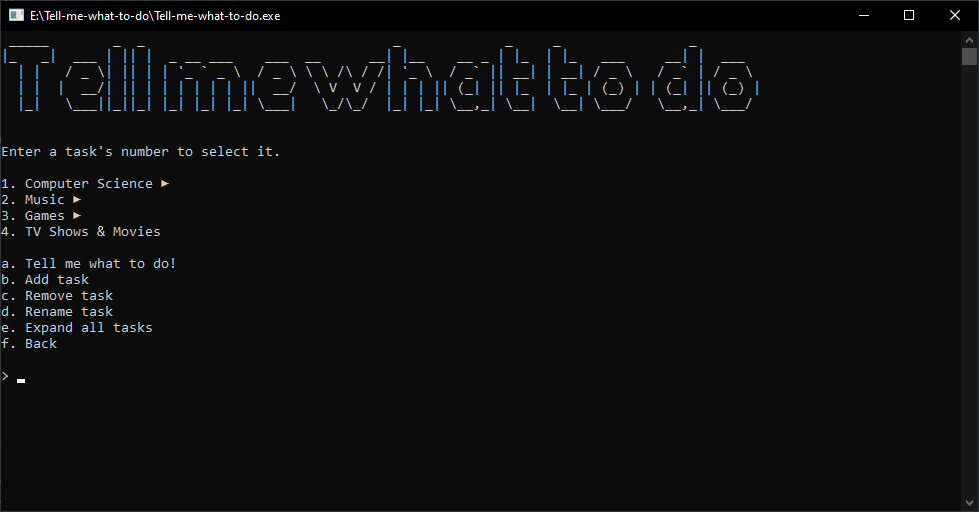 E:\Tell-me-what-to-do\Tell-me-what-to-do.exe
Tell me what to do
Enter a task's number to select it.
1. Computer Science ►
2. Music ►
3. Games ►
4. TV Shows & Movies
a. Tell me what to do!
b. Add task
c. Remove task
d. Rename task
e. Expand all tasks
f. Back
>